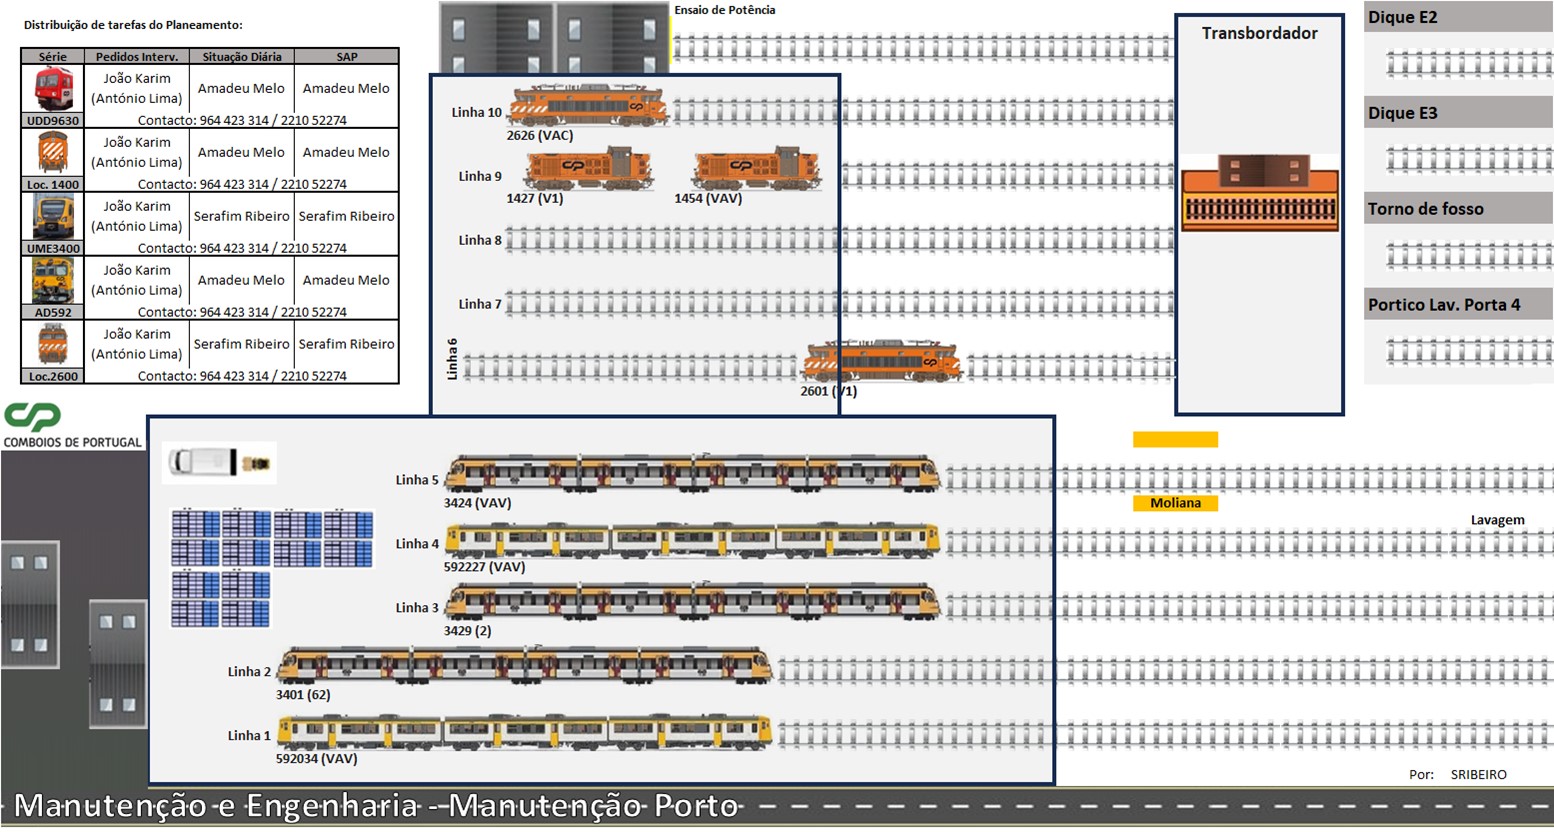 Distribuição de tarefas do Planeamento:
Série Pedidos Interv. Situação Diária SAP
João Karim
(António Lima) Amadeu Melo Amadeu Melo
UDD9630 Contacto: 964 423 314 / 2210 52274
João Karim
(António Lima) Amadeu Melo Amadeu Melo
Loc. 1400 Contacto: 964 423 314 / 2210 52274
João Karim
(António Lima) Serafim Ribeiro Serafim Ribeiro
UME3400 Contacto: 964 423 314 / 2210 52274
João Karim
(António Lima) Amadeu Melo Amadeu Melo
AD592 Contacto: 964 423 314 / 2210 52274
João Karim
(António Lima) Serafim Ribeiro Serafim Ribeiro
Loc.2600 Contacto: 964 423 314 / 2210 52274
Ensaio de Potência
Linha 10
2626 (VAC)
Linha 9
1427 (V1) 1454 (VAV)
Linha 8
Linha 7
Linha 6
2601 (V1)
Transbordador
Dique E2
Dique E3
Torno de fosso
Portico Lav. Porta 4
CP
COMBOIOS DE PORTUGAL
Linha 5
3424 (VAV)
Moliana
Lavagem
Linha 4
592227 (VAV)
Linha 3
3429 (2)
Linha 2
3401 (62)
Linha 1
592034 (VAV)
Por: SRIBEIRO
Manutenção e Engenharia - Manutenção Porto